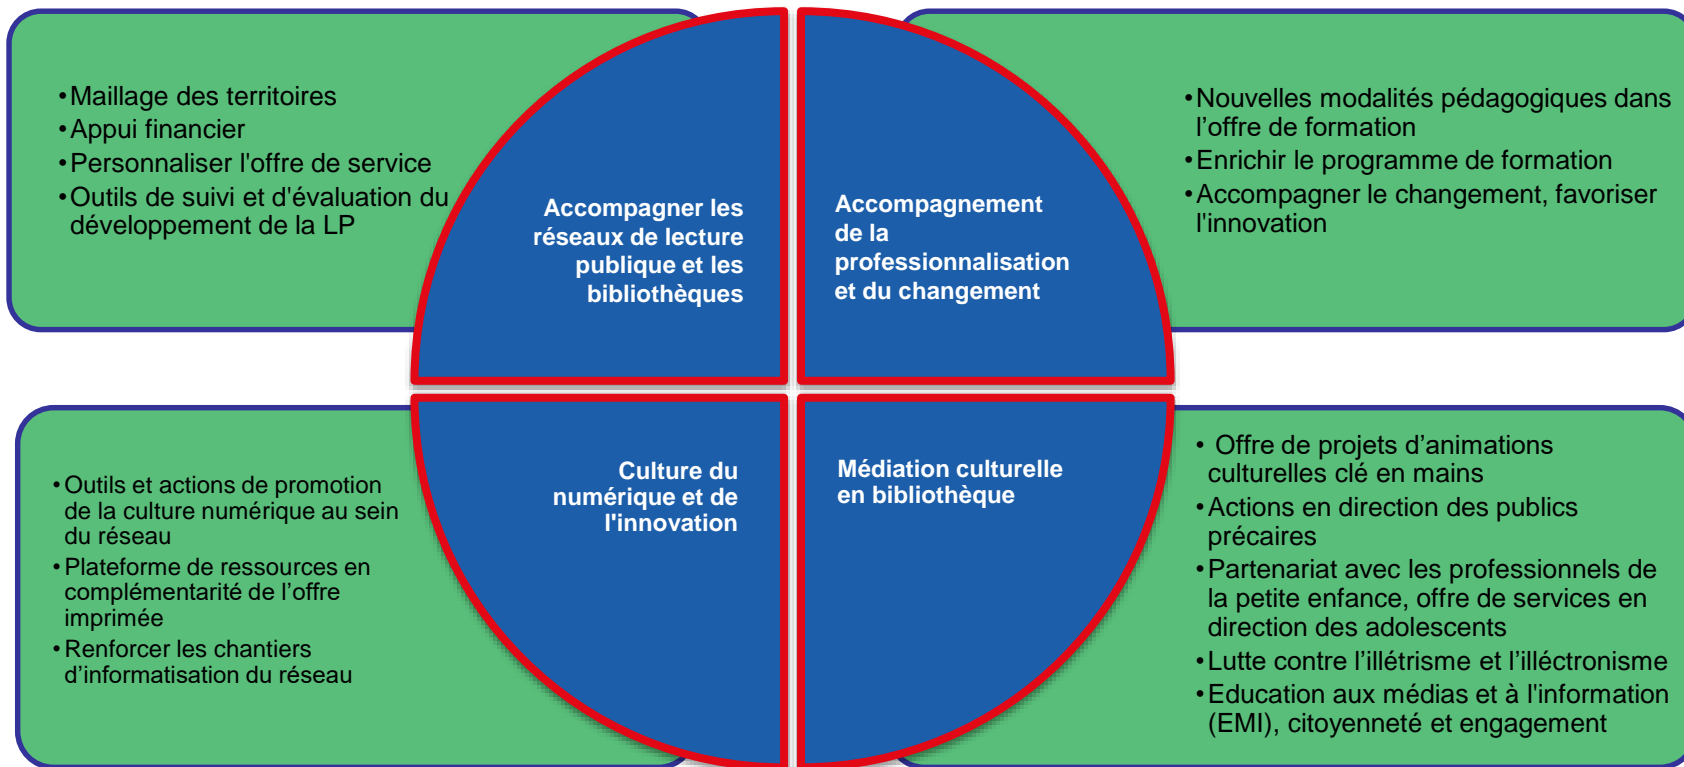 •Maillage des territoires
•Appui financier
•Personnaliser l'offre de service
•Outils de suivi et d'évaluation du
développement de la LP
Accompagner les
réseaux de lecture
publique et les
bibliothèques
Accompagnement
de la
professionnalisation
et du changement
•Nouvelles modalités pédagogiques dans
l’offre de formation
•Enrichir le programme de formation
•Accompagner le changement, favoriser
l'innovation
•Outils et actions de promotion
de la culture numérique au sein
du réseau
•Plateforme de ressources en
complémentarité de l’offre
imprimée
•Renforcer les chantiers
d’informatisation du réseau
Culture du
numérique et de
l'innovation
Médiation culturelle
en bibliothèque
• Offre de projets d’animations
culturelles clé en mains
•Actions en direction des publics
précaires
•Partenariat avec les professionnels de
la petite enfance, offre de services en
direction des adolescents
•Lutte contre l’illétrisme et l’illéctronisme
•Education aux médias et à l'information
(EMI), citoyenneté et engagement